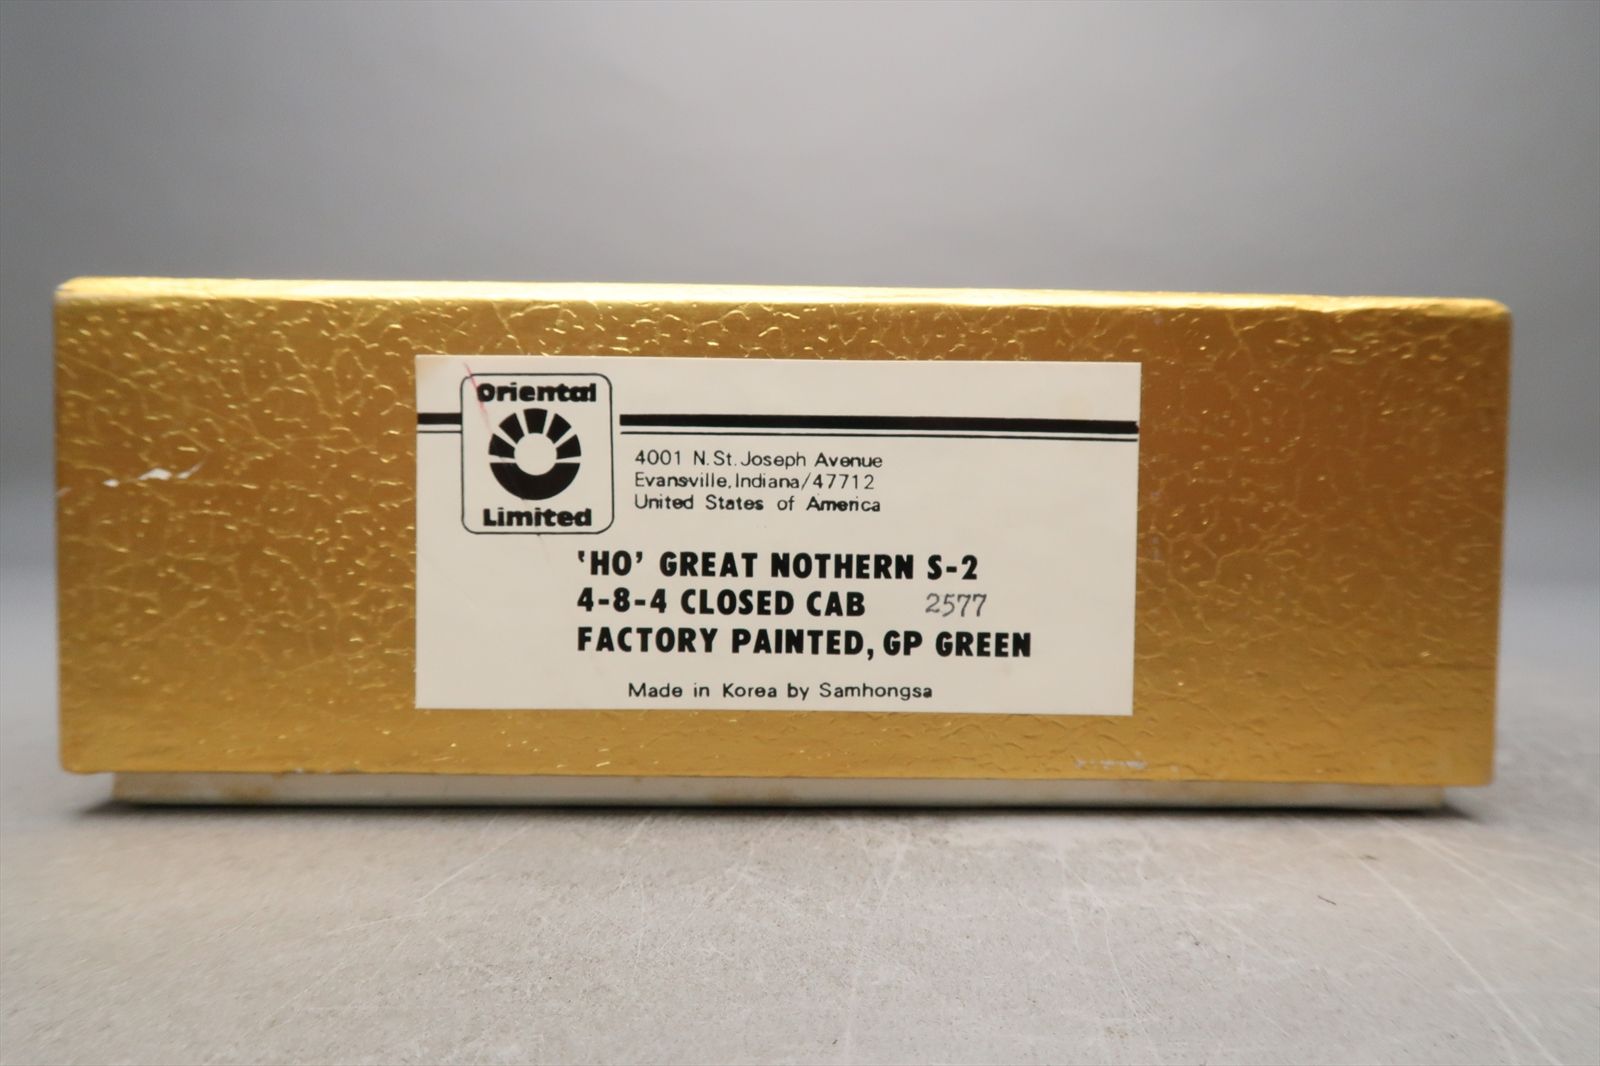 Oriental
Limited
4001 N. St. Joseph Avenue
Evansville, Indiana/47712
United States of America
'HO' GREAT NOTHERN S-2
4-8-4 CLOSED CAB 2577
FACTORY PAINTED, GP GREEN
Made in Korea by Samhongsa